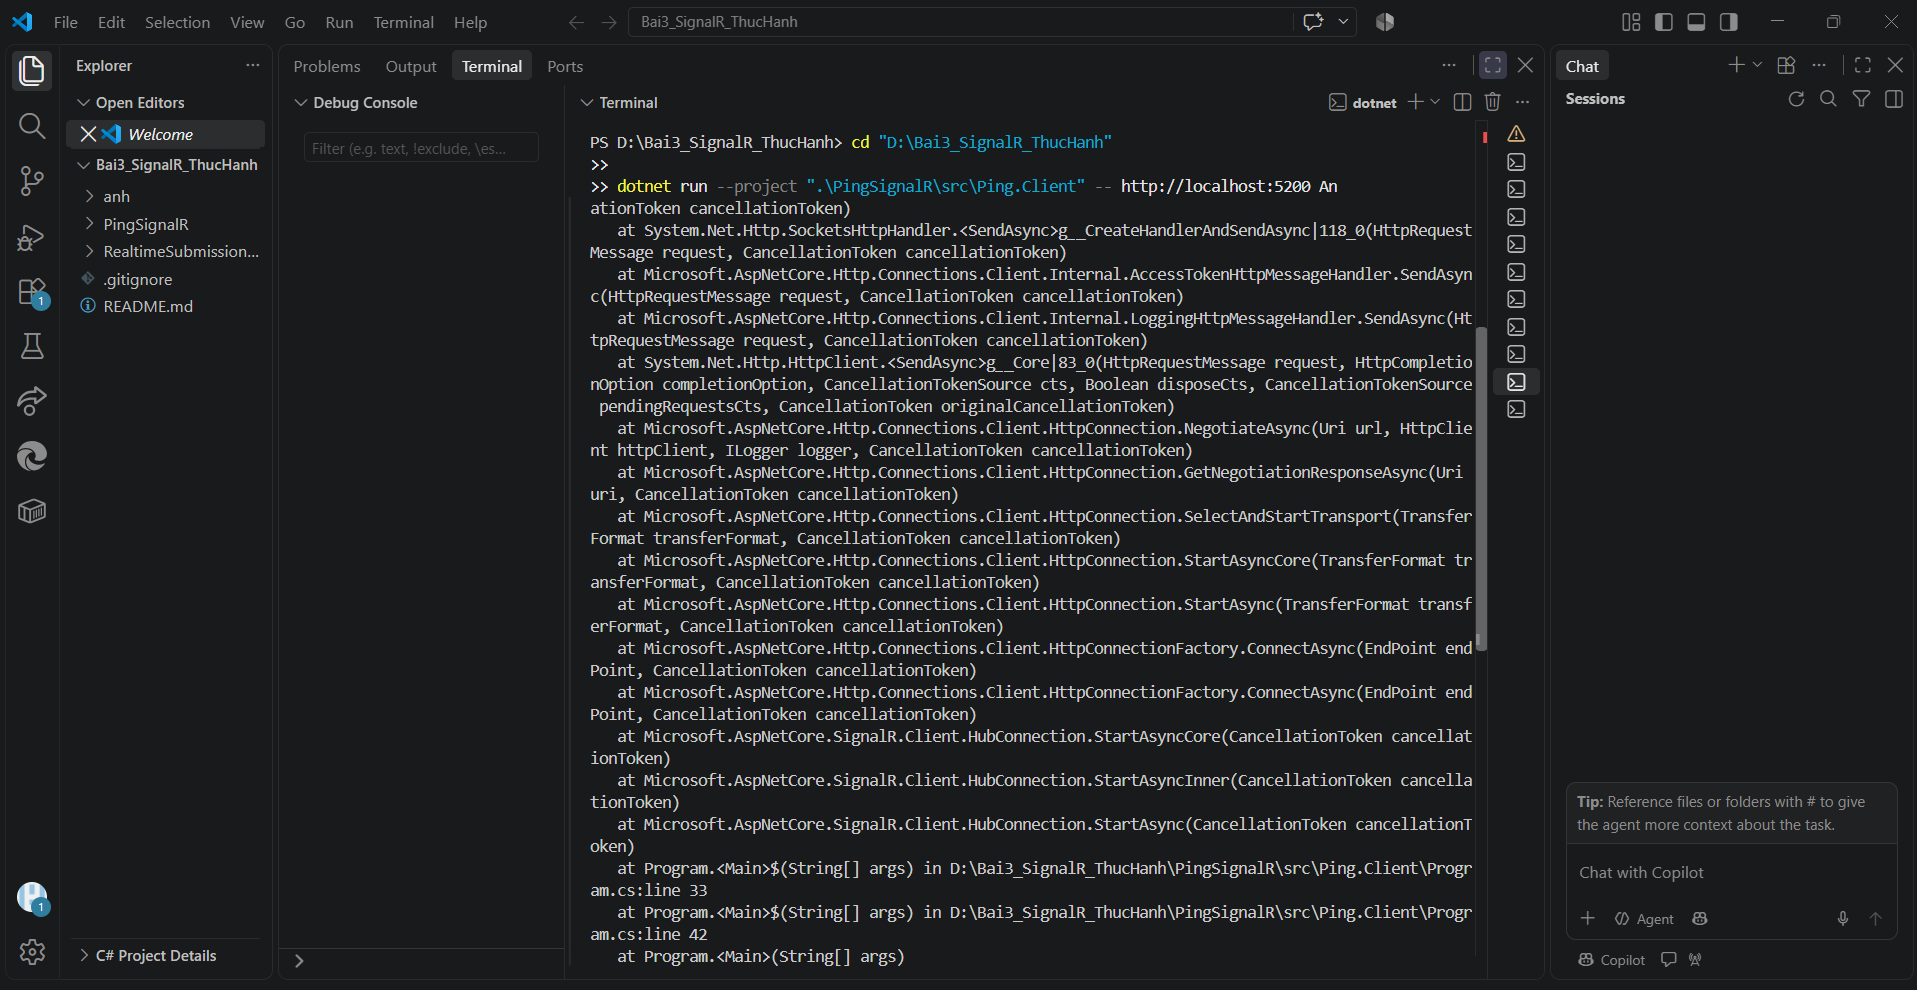 File Edit Selection View Go Run Terminal Help
Bai3_SignalR_ThucHanh
Explorer
Open Editors
Welcome
Bai3_SignalR_ThucHanh
anh
PingSignalR
RealtimeSubmission...
.gitignore
README.md
1
1
C# Project Details
Problems Output Terminal Ports
Debug Console
Filter (e.g. text, !exclude, \es...
Terminal
dotnet
PS D:\Bai3_SignalR_ThucHanh> cd "D:\Bai3_SignalR_ThucHanh"
>>
>> dotnet run --project ".\PingSignalR\src\Ping.Client" -- http://localhost:5200 An
ationToken cancellationToken)
   at System.Net.Http.SocketsHttpHandler.<SendAsync>g__CreateHandlerAndSendAsync|118_0(HttpRequest
Message request, CancellationToken cancellationToken)
   at Microsoft.AspNetCore.Http.Connections.Client.Internal.AccessTokenHttpMessageHandler.SendAsyn
c(HttpRequestMessage request, CancellationToken cancellationToken)
   at Microsoft.AspNetCore.Http.Connections.Client.Internal.LoggingHttpMessageHandler.SendAsync(Ht
tpRequestMessage request, CancellationToken cancellationToken)
   at System.Net.Http.HttpClient.<SendAsync>g__Core|83_0(HttpRequestMessage request, HttpCompletio
nOption completionOption, CancellationTokenSource cts, Boolean disposeCts, CancellationTokenSource
 pendingRequestsCts, CancellationToken originalCancellationToken)
   at Microsoft.AspNetCore.Http.Connections.Client.HttpConnection.NegotiateAsync(Uri url, HttpClie
nt httpClient, ILogger logger, CancellationToken cancellationToken)
   at Microsoft.AspNetCore.Http.Connections.Client.HttpConnection.GetNegotiationResponseAsync(Uri
uri, CancellationToken cancellationToken)
   at Microsoft.AspNetCore.Http.Connections.Client.HttpConnection.SelectAndStartTransport(Transfer
Format transferFormat, CancellationToken cancellationToken)
   at Microsoft.AspNetCore.Http.Connections.Client.HttpConnection.StartAsyncCore(TransferFormat tr
ansferFormat, CancellationToken cancellationToken)
   at Microsoft.AspNetCore.Http.Connections.Client.HttpConnection.StartAsync(TransferFormat transf
erFormat, CancellationToken cancellationToken)
   at Microsoft.AspNetCore.Http.Connections.Client.HttpConnectionFactory.ConnectAsync(EndPoint end
Point, CancellationToken cancellationToken)
   at Microsoft.AspNetCore.Http.Connections.Client.HttpConnectionFactory.ConnectAsync(EndPoint end
Point, CancellationToken cancellationToken)
   at Microsoft.AspNetCore.SignalR.Client.HubConnection.StartAsyncCore(CancellationToken cancellat
ionToken)
   at Microsoft.AspNetCore.SignalR.Client.HubConnection.StartAsyncInner(CancellationToken cancella
tionToken)
   at Microsoft.AspNetCore.SignalR.Client.HubConnection.StartAsync(CancellationToken cancellationT
oken)
   at Program.<Main>$(String[] args) in D:\Bai3_SignalR_ThucHanh\PingSignalR\src\Ping.Client\Progr
am.cs:line 33
   at Program.<Main>$(String[] args) in D:\Bai3_SignalR_ThucHanh\PingSignalR\src\Ping.Client\Progr
am.cs:line 42
   at Program.<Main>(String[] args)
Chat
Sessions
Tip: Reference files or folders with # to give
the agent more context about the task.
Chat with Copilot
Agent
Copilot